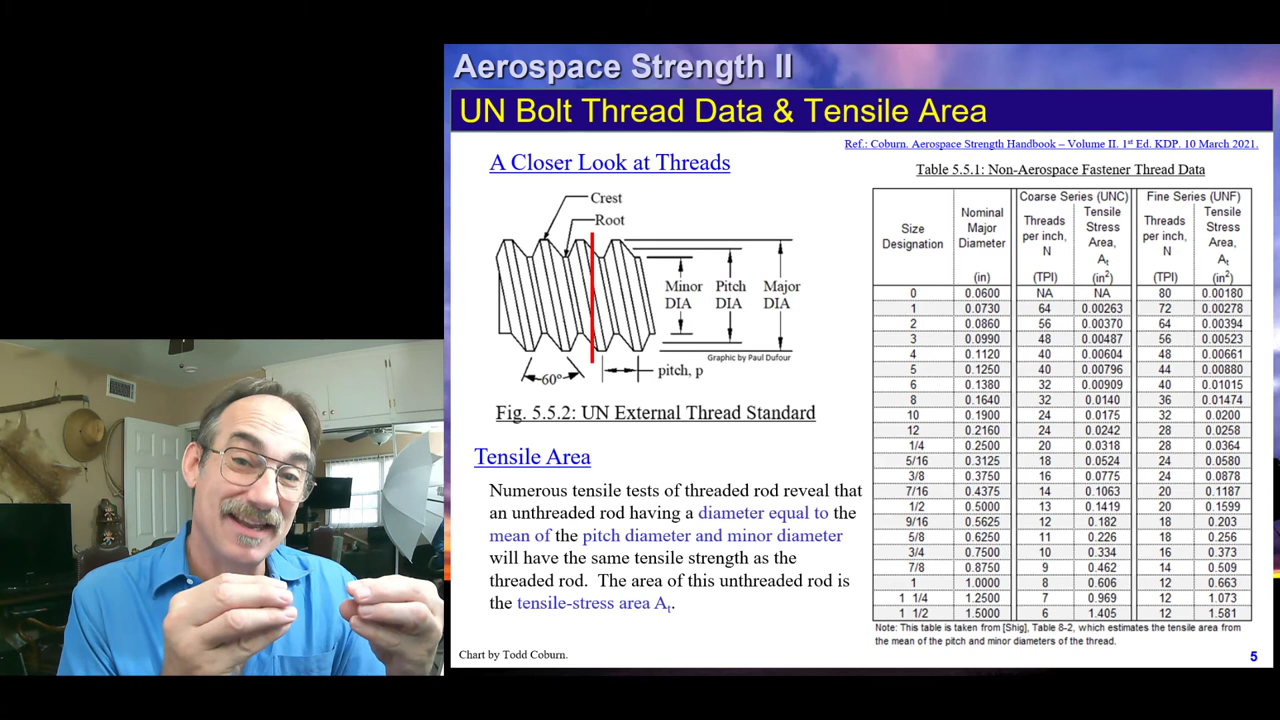 Aerospace Strength II
UN Bolt Thread Data & Tensile Area
Ref.: Coburn. Aerospace Strength Handbook – Volume II. 1st Ed. KDP. 10 March 2021.
A Closer Look at Threads
Crest
Root
Minor DIA
Pitch DIA
Major DIA
Graphic by Paul Dufour
60°
pitch, p
Fig. 5.5.2: UN External Thread Standard
Tensile Area
Numerous tensile tests of threaded rod reveal that
an unthreaded rod having a diameter equal to the
mean of the pitch diameter and minor diameter
will have the same tensile strength as the
threaded rod. The area of this unthreaded rod is
the tensile-stress area At.
Chart by Todd Coburn.
Table 5.5.1: Non-Aerospace Fastener Thread Data
Coarse Series (UNC) Fine Series (UNF)
Size Designation
Nominal Major Diameter (in)
Threads per inch, N (TPI)
Tensile Stress Area, At (in2)
Threads per inch, N (TPI)
Tensile Stress Area, At (in2)
0 0.0600 NA NA 80 0.00180
1 0.0730 64 0.00263 72 0.00278
2 0.0860 56 0.00370 64 0.00394
3 0.0990 48 0.00487 56 0.00523
4 0.1120 40 0.00604 48 0.00661
5 0.1250 40 0.00796 44 0.00880
6 0.1380 32 0.00909 40 0.01015
8 0.1640 32 0.0140 36 0.01474
10 0.1900 24 0.0175 32 0.0200
12 0.2160 24 0.0242 28 0.0258
1/4 0.2500 20 0.0318 28 0.0364
5/16 0.3125 18 0.0524 24 0.0580
3/8 0.3750 16 0.0775 24 0.0878
7/16 0.4375 14 0.1063 20 0.1187
1/2 0.5000 13 0.1419 20 0.1599
9/16 0.5625 12 0.182 18 0.203
5/8 0.6250 11 0.226 18 0.256
3/4 0.7500 10 0.334 16 0.373
7/8 0.8750 9 0.462 14 0.509
1 1.0000 8 0.606 12 0.663
1 1/4 1.2500 7 0.969 12 1.073
1 1/2 1.5000 6 1.405 12 1.581
Note: This table is taken from [Shig], Table 8-2, which estimates the tensile area from
the mean of the pitch and minor diameters of the thread.
5